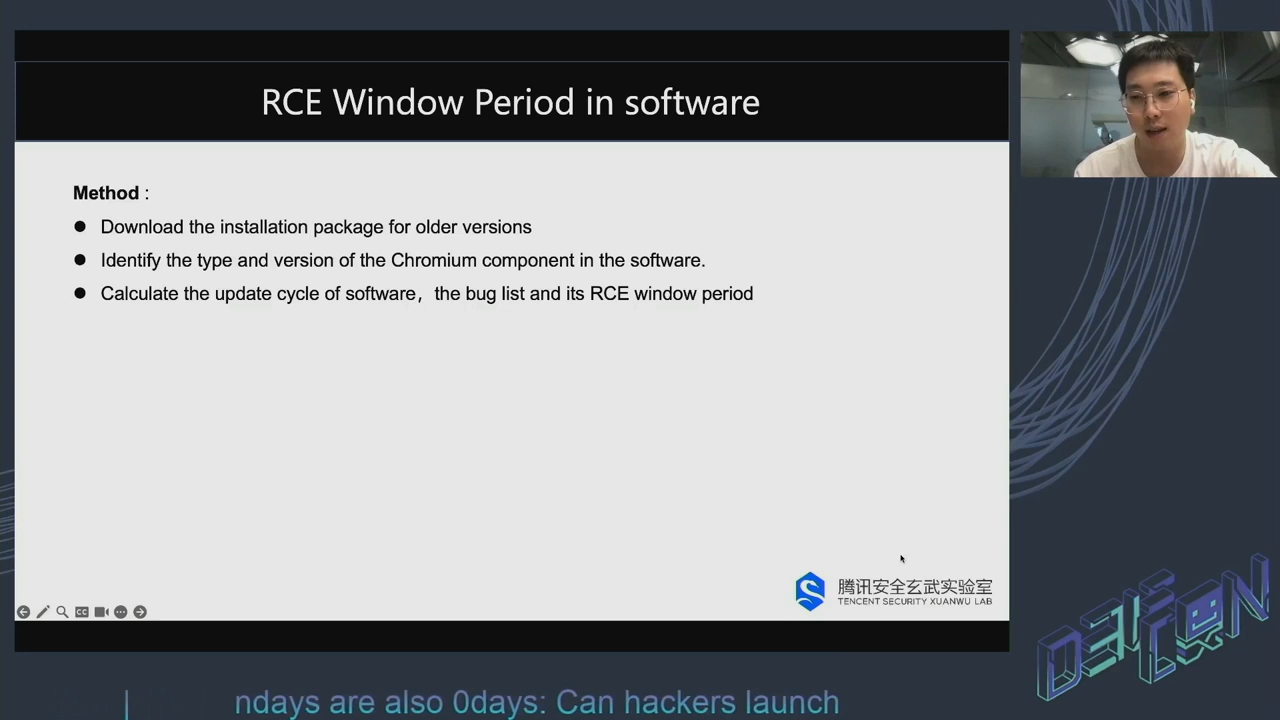 RCE Window Period in software
Method :
● Download the installation package for older versions
● Identify the type and version of the Chromium component in the software.
● Calculate the update cycle of software，the bug list and its RCE window period
腾讯安全玄武实验室
TENCENT SECURITY XUANWU LAB
CC
DEF CON
| ndays are also 0days: Can hackers launch